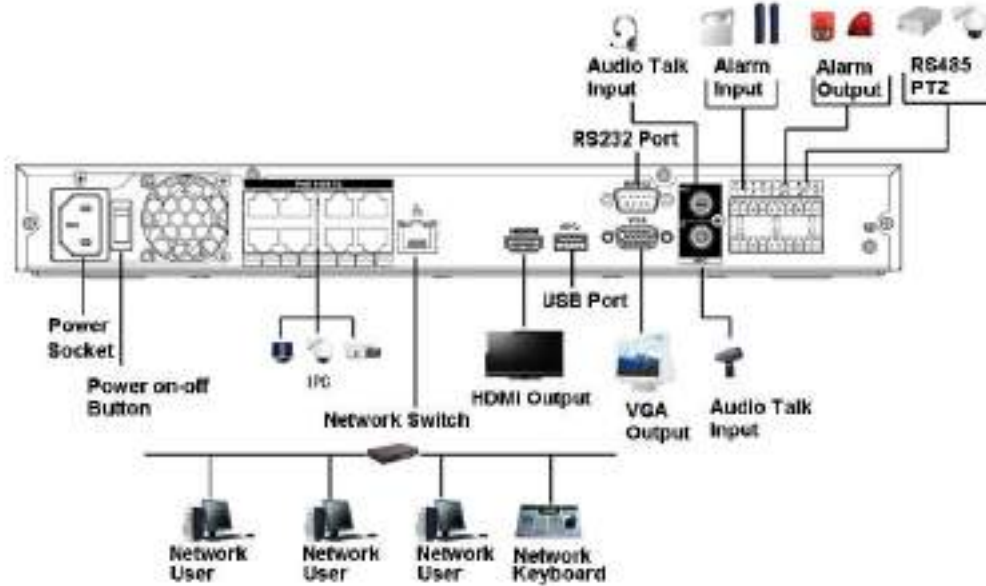 Audio Talk
Input
Alarm
Input
Alarm
Output
RS485
PTZ
RS232 Port
VGA
USB Port
Power
Socket
Power on-off
Button
IPC
Network Switch
HDMI Output
VGA
Output
Audio Talk
Input
Network
User
Network
User
Network
User
Network
Keyboard